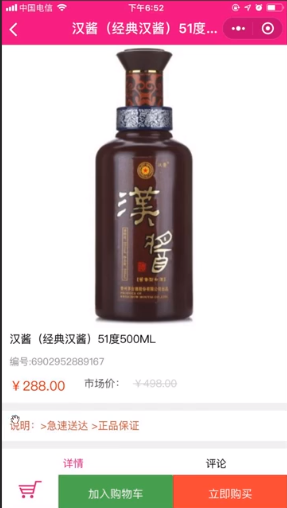 中国电信 下午6:52
汉酱（经典汉酱）51度5...
漢酱
汉酱（经典汉酱）51度500ML
编号:6902952889167
￥288.00 市场价: ￥498.00
说明： >急速送达 >正品保证
详情 评论
加入购物车 立即购买